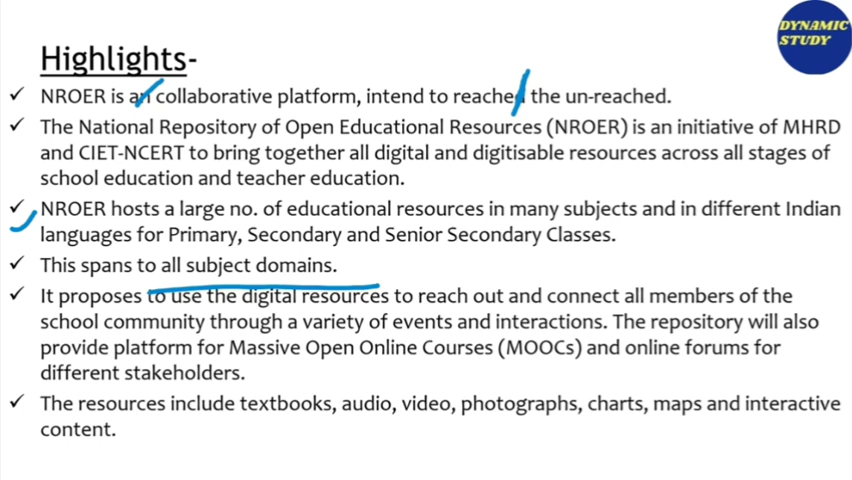 DYNAMIC
STUDY
Highlights-
✓ NROER is an collaborative platform, intend to reached the un-reached.
✓ The National Repository of Open Educational Resources (NROER) is an initiative of MHRD
and CIET-NCERT to bring together all digital and digitisable resources across all stages of
school education and teacher education.
✓ NROER hosts a large no. of educational resources in many subjects and in different Indian
languages for Primary, Secondary and Senior Secondary Classes.
✓ This spans to all subject domains.
✓ It proposes to use the digital resources to reach out and connect all members of the
school community through a variety of events and interactions. The repository will also
provide platform for Massive Open Online Courses (MOOCs) and online forums for
different stakeholders.
✓ The resources include textbooks, audio, video, photographs, charts, maps and interactive
content.